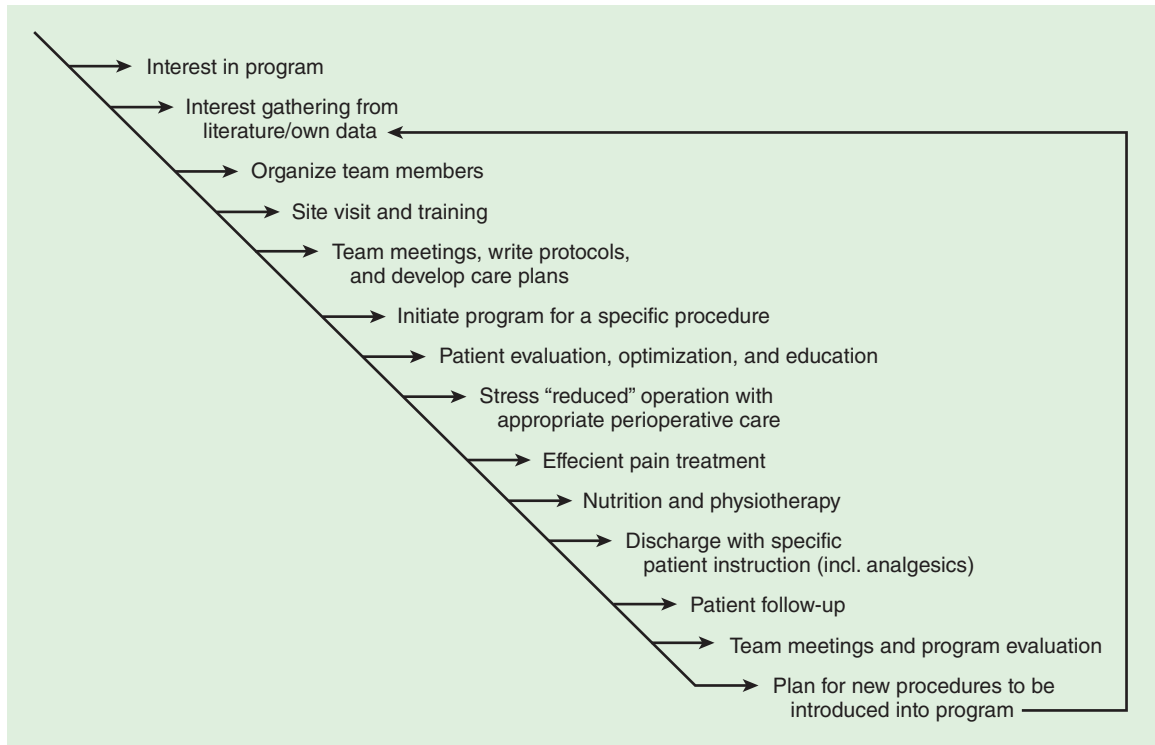 Interest in program
Interest gathering from
literature/own data
Organize team members
Site visit and training
Team meetings, write protocols,
and develop care plans
Initiate program for a specific procedure
Patient evaluation, optimization, and education
Stress “reduced” operation with
appropriate perioperative care
Effecient pain treatment
Nutrition and physiotherapy
Discharge with specific
patient instruction (incl. analgesics)
Patient follow-up
Team meetings and program evaluation
Plan for new procedures to be
introduced into program